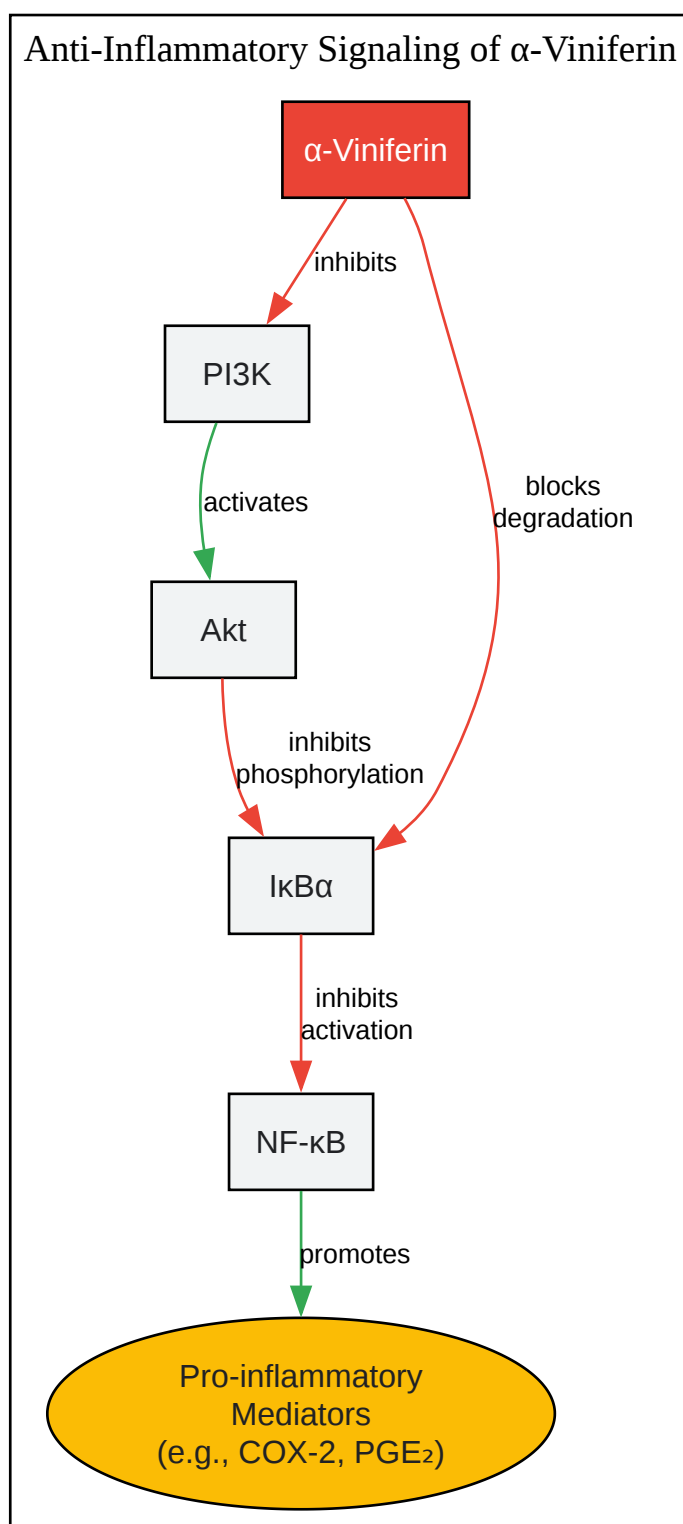 Anti-Inflammatory Signaling of α-Viniferin
α-Viniferin
inhibits
PI3K
blocks
degradation
activates
Akt
inhibits
phosphorylation
IκBα
inhibits
activation
NF-κB
promotes
Pro-inflammatory
Mediators
(e.g., COX-2, PGE₂)